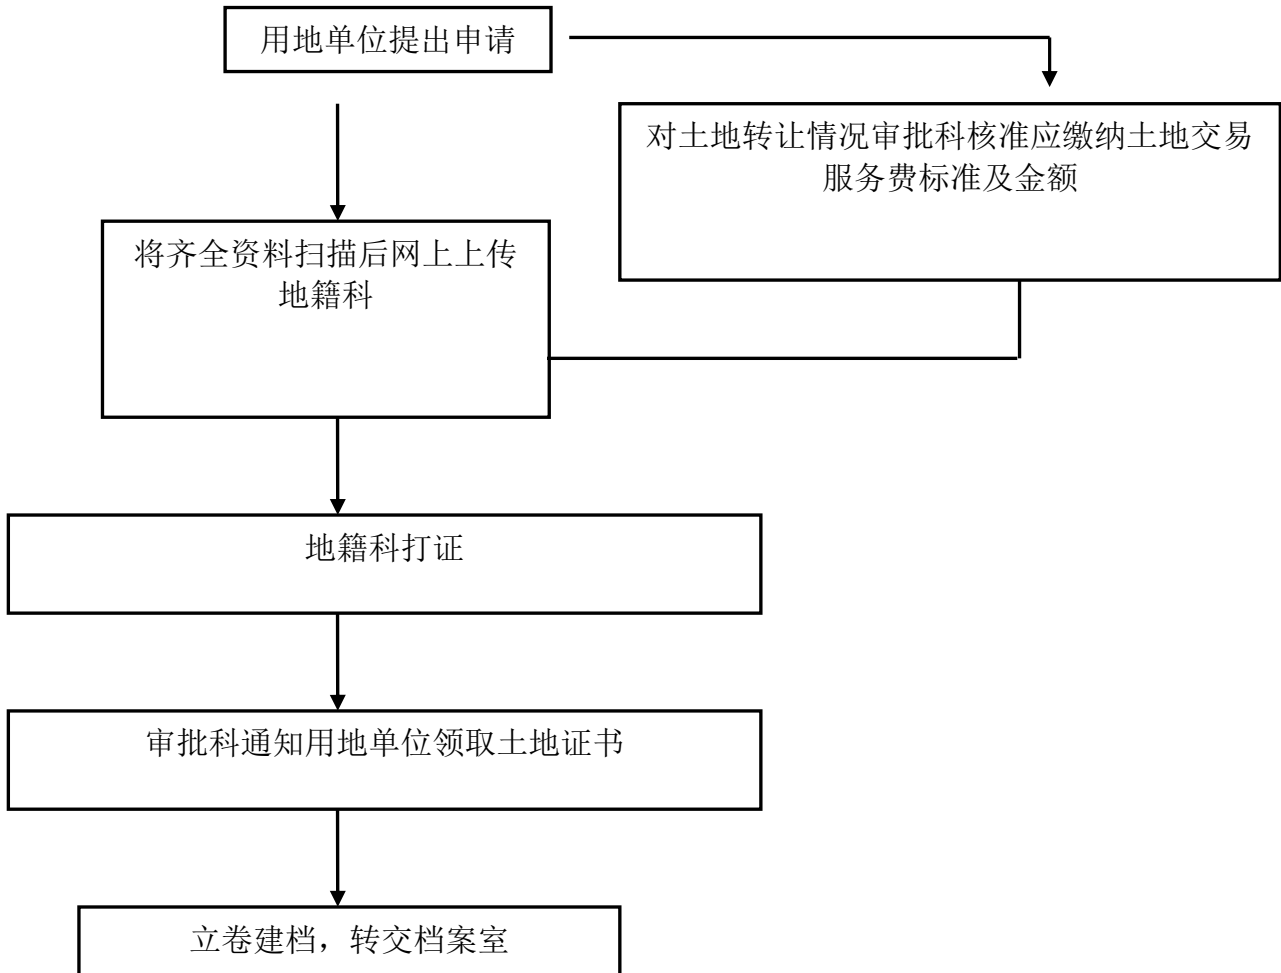 用地单位提出申请
对土地转让情况审批科核准应缴纳土地交易
服务费标准及金额
将齐全资料扫描后网上上传
地籍科
地籍科打证
审批科通知用地单位领取土地证书
立卷建档，转交档案室